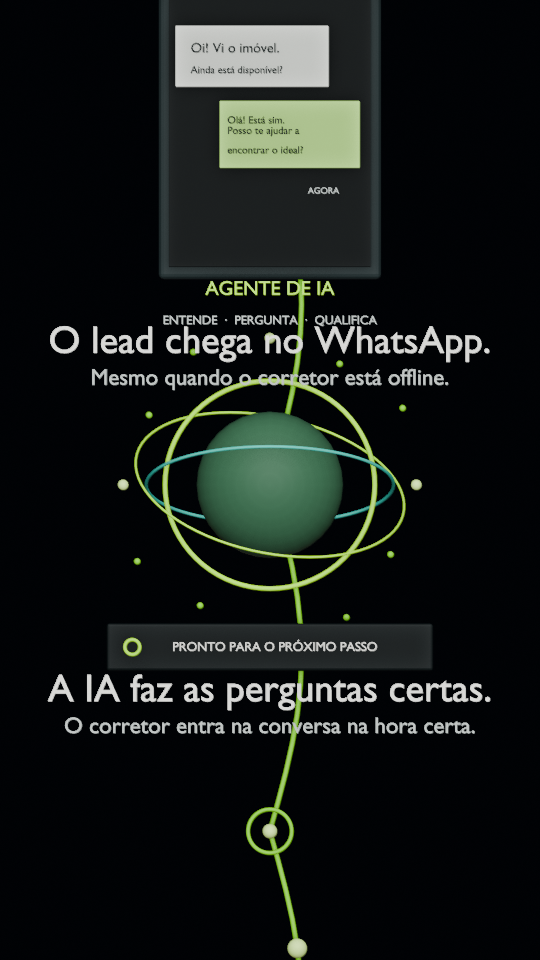 Oi! Vi o imóvel.
Ainda está disponível?
Olá! Está sim.
Posso te ajudar a
encontrar o ideal?
AGORA
AGENTE DE IA
ENTENDE · PERGUNTA · QUALIFICA
O lead chega no WhatsApp.
Mesmo quando o corretor está offline.
PRONTO PARA O PRÓXIMO PASSO
A IA faz as perguntas certas.
O corretor entra na conversa na hora certa.